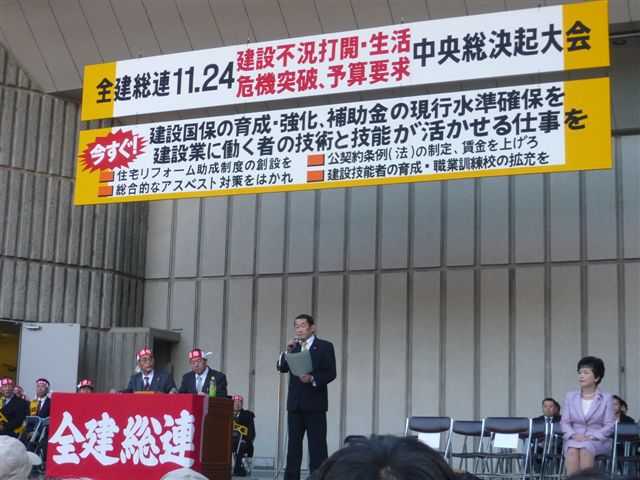 全建総連11.24
建設不況打開・生活
危機突破、予算要求
中央総決起大会
今すぐ!
建設国保の育成・強化、補助金の現行水準確保を
建設業に働く者の技術と技能が活かせる仕事を
住宅リフォーム助成制度の創設を
総合的なアスベスト対策をはかれ
公契約条例(法)の制定、賃金を上げろ
建設技能者の育成・職業訓練校の拡充を
全建総連